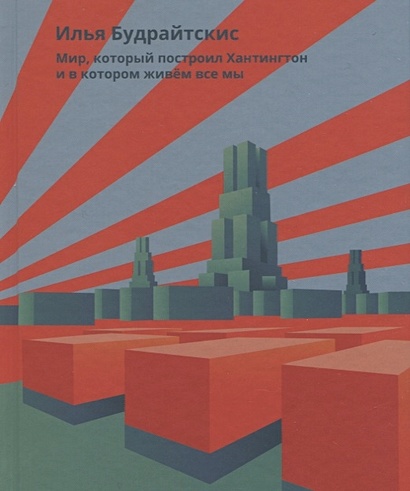 Илья Будрайтскис
Мир, который построил Хантингтон
и в котором живём все мы